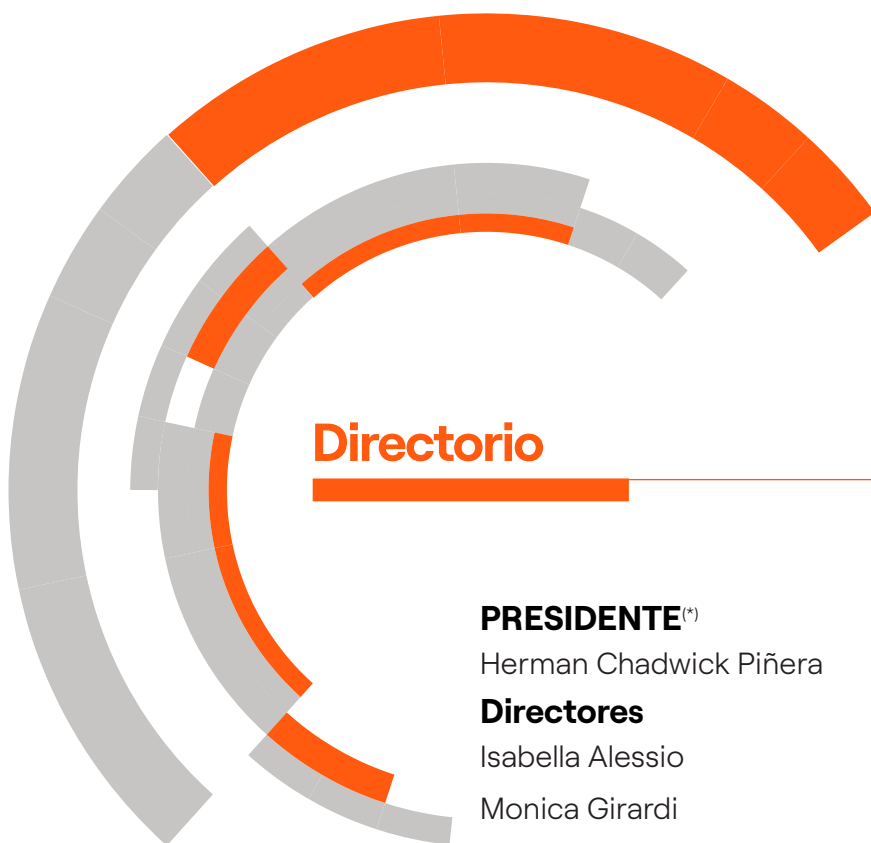 Directorio
PRESIDENTE(*)
Herman Chadwick Piñera
Directores
Isabella Alessio
Monica Girardi